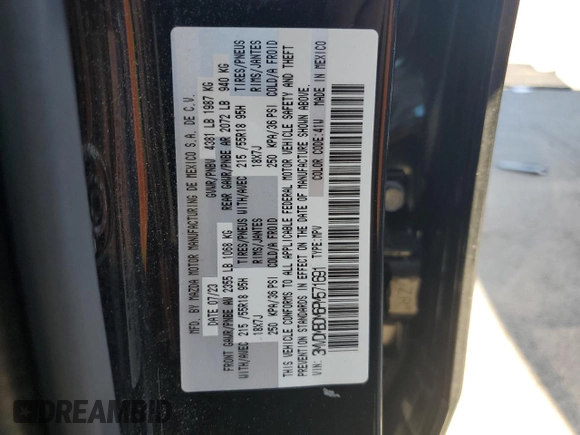 MFD. BY MAZDA MOTOR MANUFACTURING DE MEXICO S.A. DE C.V.
DATE 07/23 GVWR/PNBV 4381 LB 1987 KG
FRONT GAWR/PNBE AV 2355 LB 1068 KG REAR GAWR/PNBE AR 2072 LB 940 KG
WITH/AVEC 215 /55R18 95H TIRES/PNEUS WITH/AVEC 215 /55R18 95H TIRES/PNEUS
18X7J RIMS/JANTES 18X7J RIMS/JANTES
250 KPA/36 PSI COLD/A FROID 250 KPA/36 PSI COLD/A FROID
THIS VEHICLE CONFORMS TO ALL APPLICABLE FEDERAL MOTOR VEHICLE SAFETY AND THEFT
PREVENTION STANDARDS IN EFFECT ON THE DATE OF MANUFACTURE SHOWN ABOVE.
VIN: 3MVDMBDM6PM571691 TYPE:MPV COLOR CODE:41W MADE IN MEXICO
DREAMBID